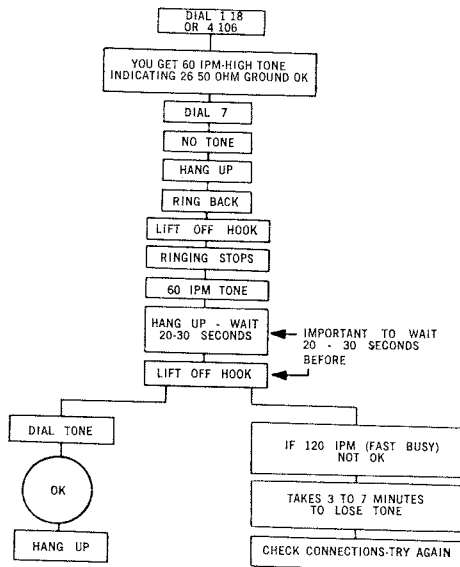 DIAL 1 18
OR 4 106
YOU GET 60 IPM-HIGH TONE
INDICATING 26 50 OHM GROUND OK
DIAL 7
NO TONE
HANG UP
RING BACK
LIFT OFF HOOK
RINGING STOPS
60 IPM TONE
HANG UP - WAIT
20-30 SECONDS
IMPORTANT TO WAIT
20 - 30 SECONDS
BEFORE
LIFT OFF HOOK
DIAL TONE
OK
HANG UP
IF 120 IPM (FAST BUSY)
NOT OK
TAKES 3 TO 7 MINUTES
TO LOSE TONE
CHECK CONNECTIONS-TRY AGAIN